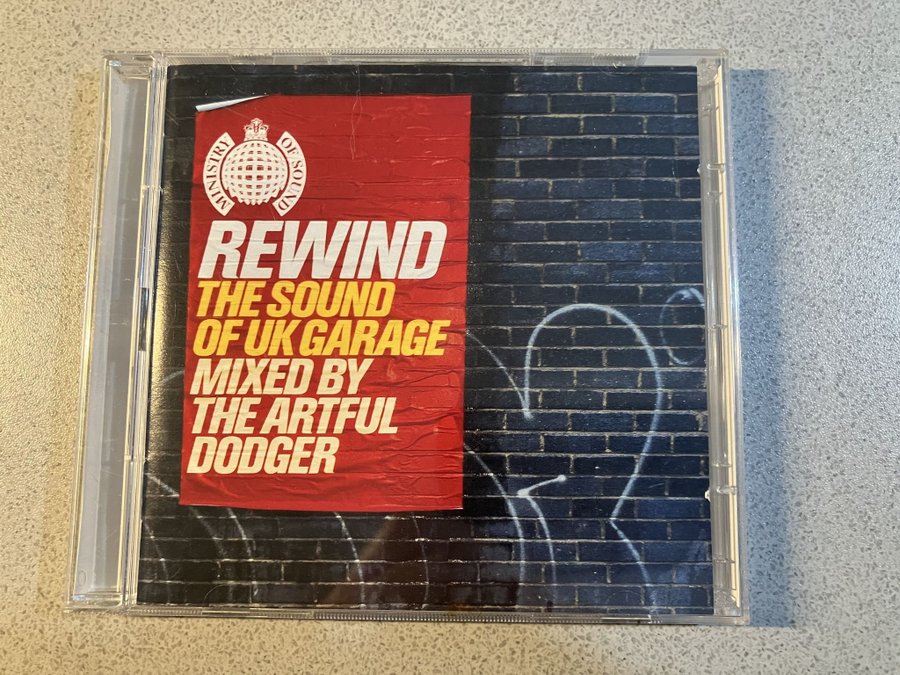 MINISTRY OF SOUND
REWIND
THE SOUND
OF UK GARAGE
MIXED BY
THE ARTFUL
DODGER